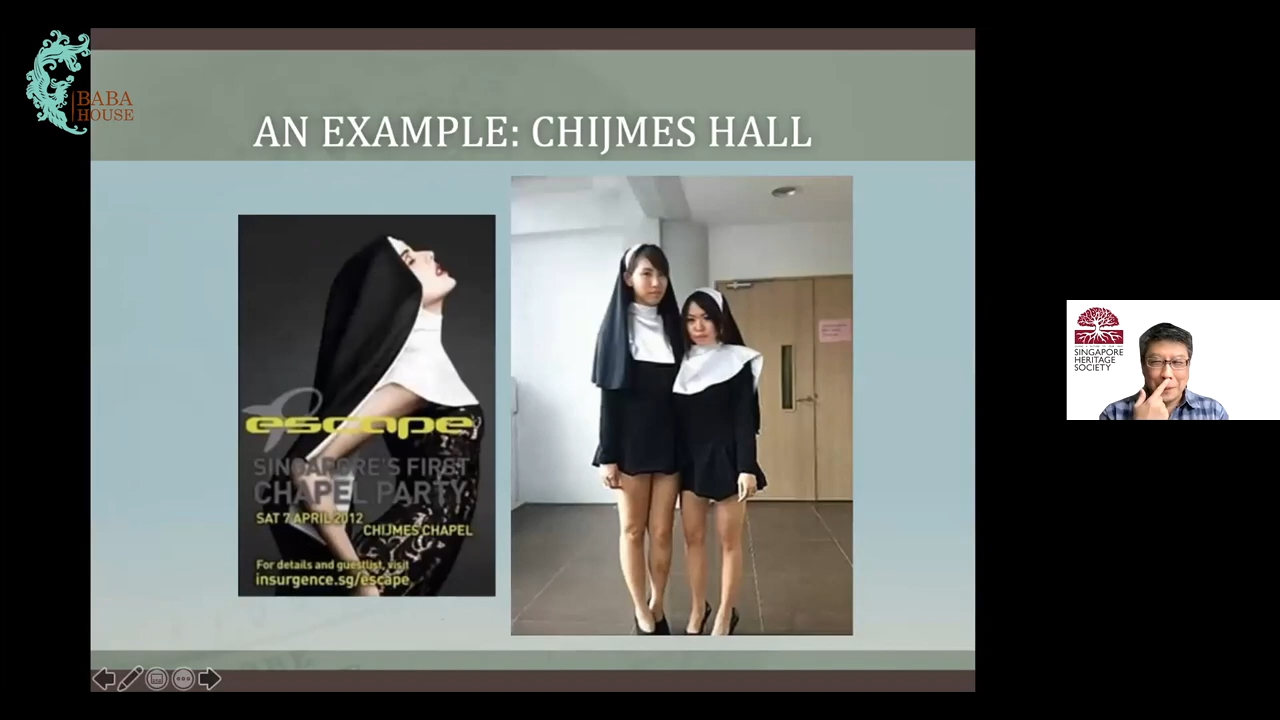 BABA
HOUSE
AN EXAMPLE: CHIJMES HALL
escape
SINGAPORE'S FIRST
CHAPEL PARTY
SAT 7 APRIL 2012
CHIJMES CHAPEL
For details and guestlist, visit
insurgence.sg/escape
SINGAPORE
HERITAGE
SOCIETY